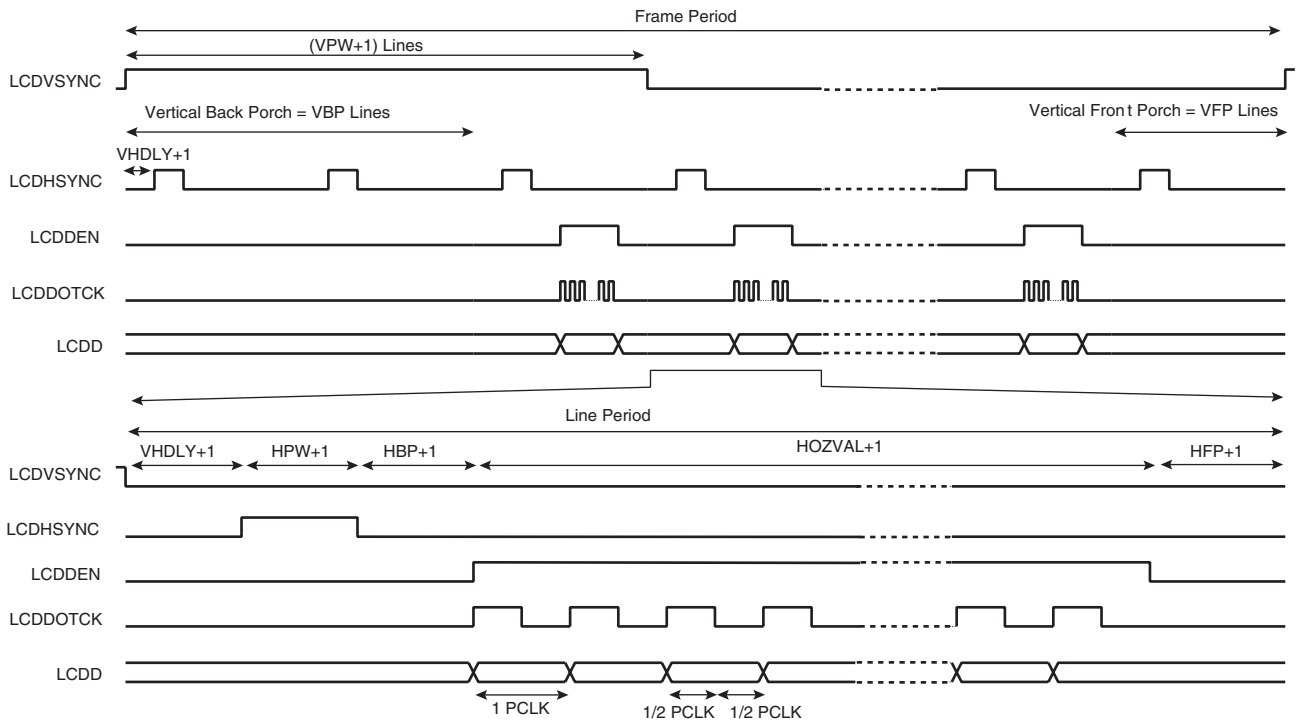 Frame Period
(VPW+1) Lines
LCDVSYNC
Vertical Back Porch = VBP Lines
Vertical Front Porch = VFP Lines
VHDLY+1
LCDHSYNC
LCDDEN
LCDDOTCK
LCDD
Line Period
VHDLY+1
HPW+1
HBP+1
HOZVAL+1
HFP+1
LCDVSYNC
LCDHSYNC
LCDDEN
LCDDOTCK
LCDD
1 PCLK
1/2 PCLK
1/2 PCLK